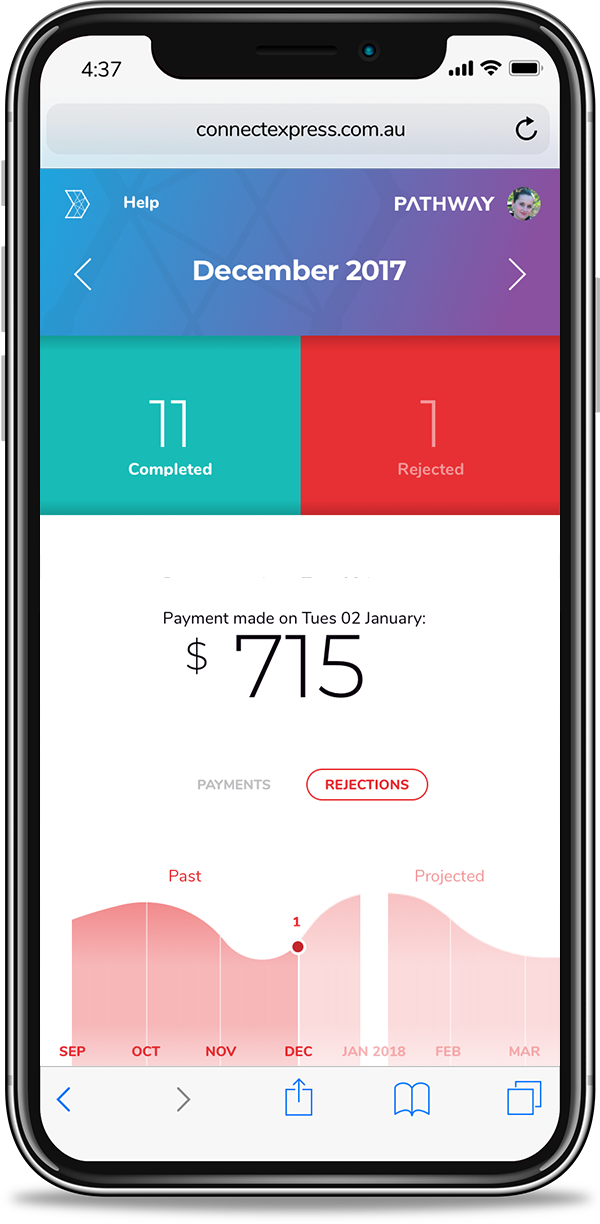 4:37
connectexpress.com.au
Help
PATHWAY
December 2017
11
Completed
1
Rejected
Payment made on Tues 02 January:
$ 715
PAYMENTS
REJECTIONS
Past
Projected
1
SEP OCT NOV DEC JAN 2018 FEB MAR